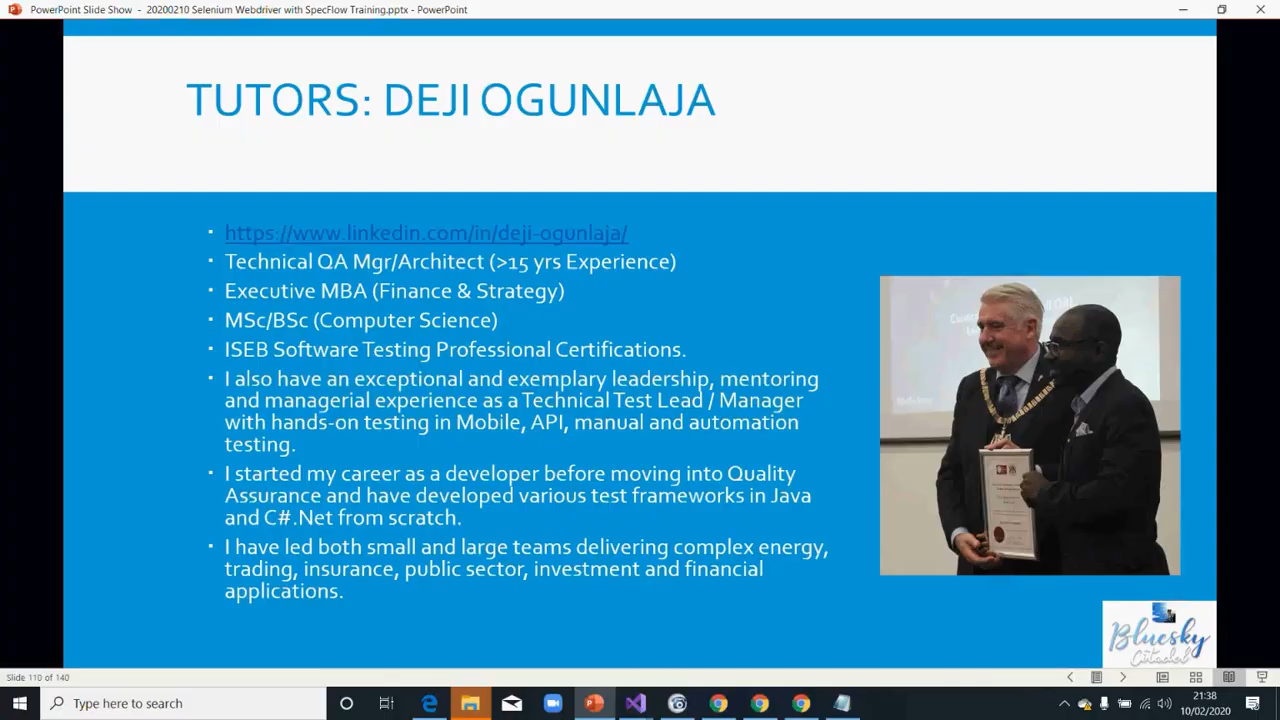 PowerPoint Slide Show - 20200210 Selenium Webdriver with SpecFlow Training.pptx - PowerPoint
TUTORS: DEJI OGUNLAJA
https://www.linkedin.com/in/deji-ogunlaja/
Technical QA Mgr/Architect (>15 yrs Experience)
Executive MBA (Finance & Strategy)
MSc/BSc (Computer Science)
ISEB Software Testing Professional Certifications.
I also have an exceptional and exemplary leadership, mentoring
and managerial experience as a Technical Test Lead / Manager
with hands-on testing in Mobile, API, manual and automation
testing.
I started my career as a developer before moving into Quality
Assurance and have developed various test frameworks in Java
and C#.Net from scratch.
I have led both small and large teams delivering complex energy,
trading, insurance, public sector, investment and financial
applications.
Bluesky
Citadel
Slide 110 of 140
Type here to search
21:38
10/02/2020